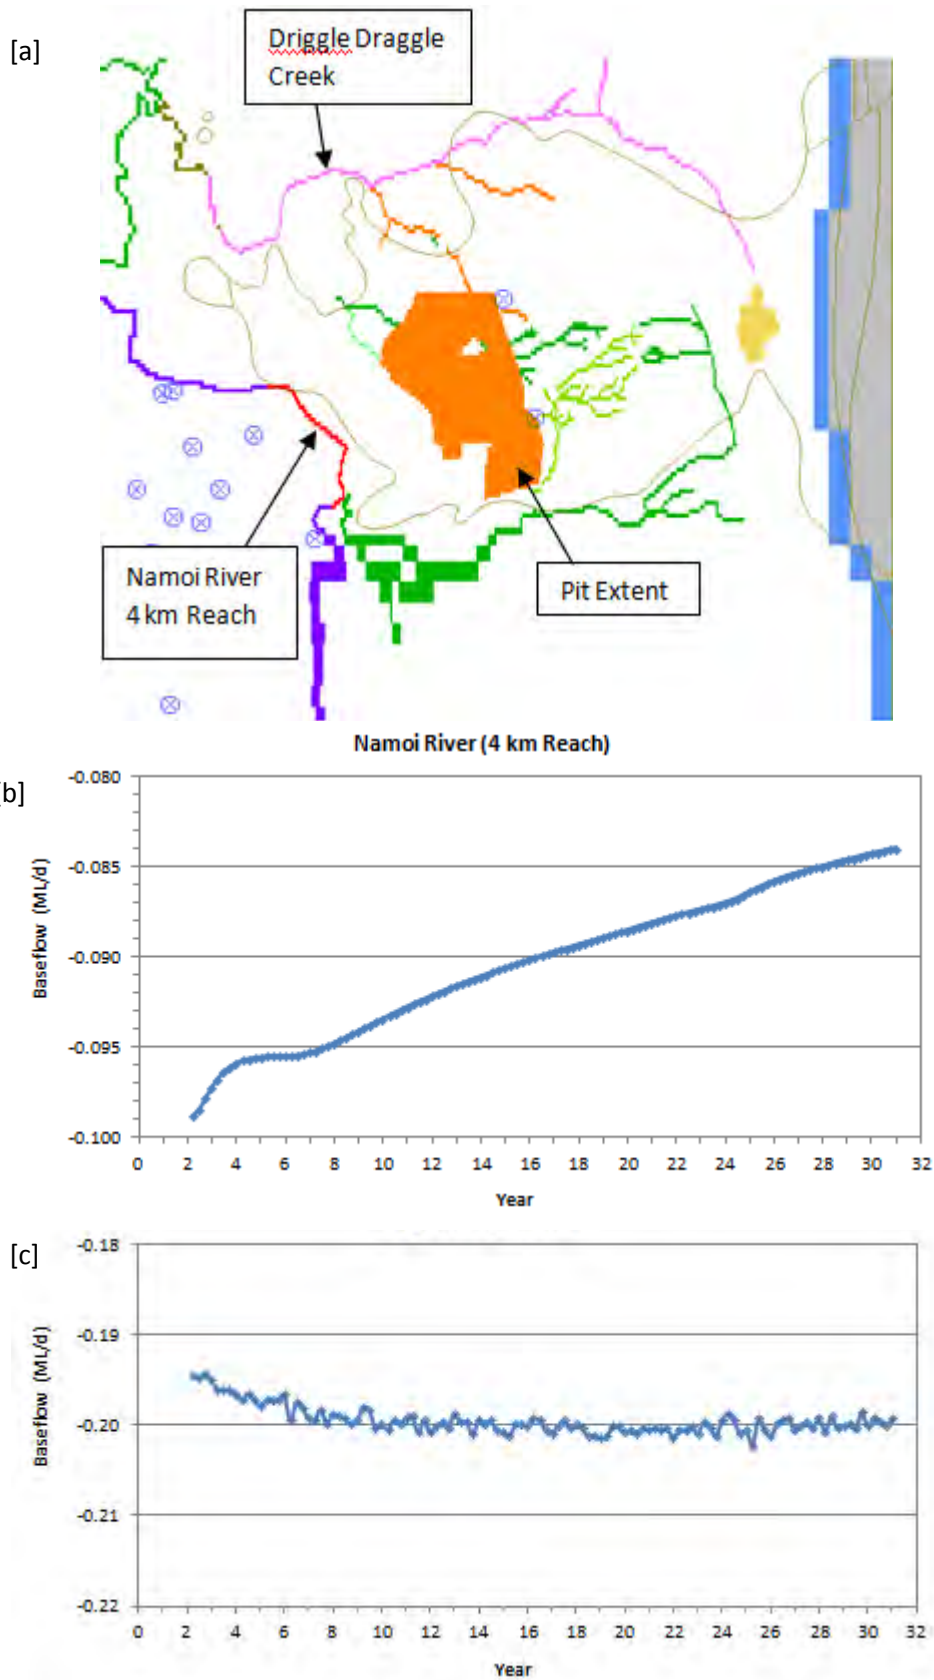 [a]
Driggle Draggle
Creek
Namoi River
4 km Reach
Pit Extent
Namoi River (4 km Reach)
[b]
Baseflow (ML/d)
-0.080
-0.085
-0.090
-0.095
-0.100
0 2 4 6 8 10 12 14 16 18 20 22 24 26 28 30 32
Year
[c]
Baseflow (ML/d)
-0.18
-0.19
-0.20
-0.21
-0.22
0 2 4 6 8 10 12 14 16 18 20 22 24 26 28 30 32
Year